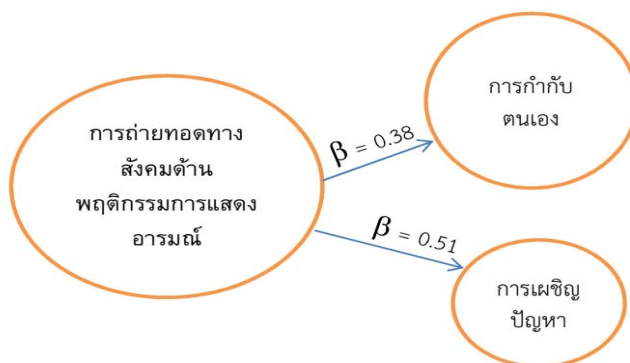 การถ่ายทอดทาง
สังคมด้าน
พฤติกรรมการแสดง
อารมณ์
β = 0.38
การกำกับ
ตนเอง
β = 0.51
การเผชิญ
ปัญหา